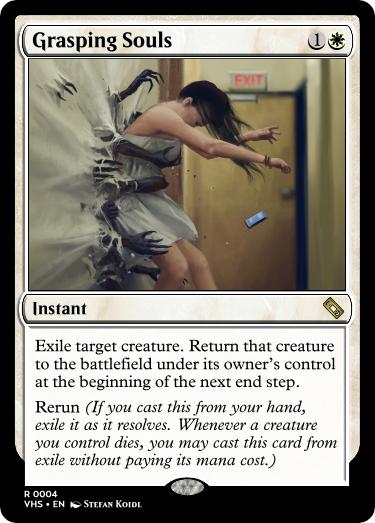 Grasping Souls
1
EXIT
Instant
Exile target creature. Return that creature
to the battlefield under its owner's control
at the beginning of the next end step.
Rerun (If you cast this from your hand,
exile it as it resolves. Whenever a creature
you control dies, you may cast this card from
exile without paying its mana cost.)
R 0004
VHS • EN Stefan Koidl